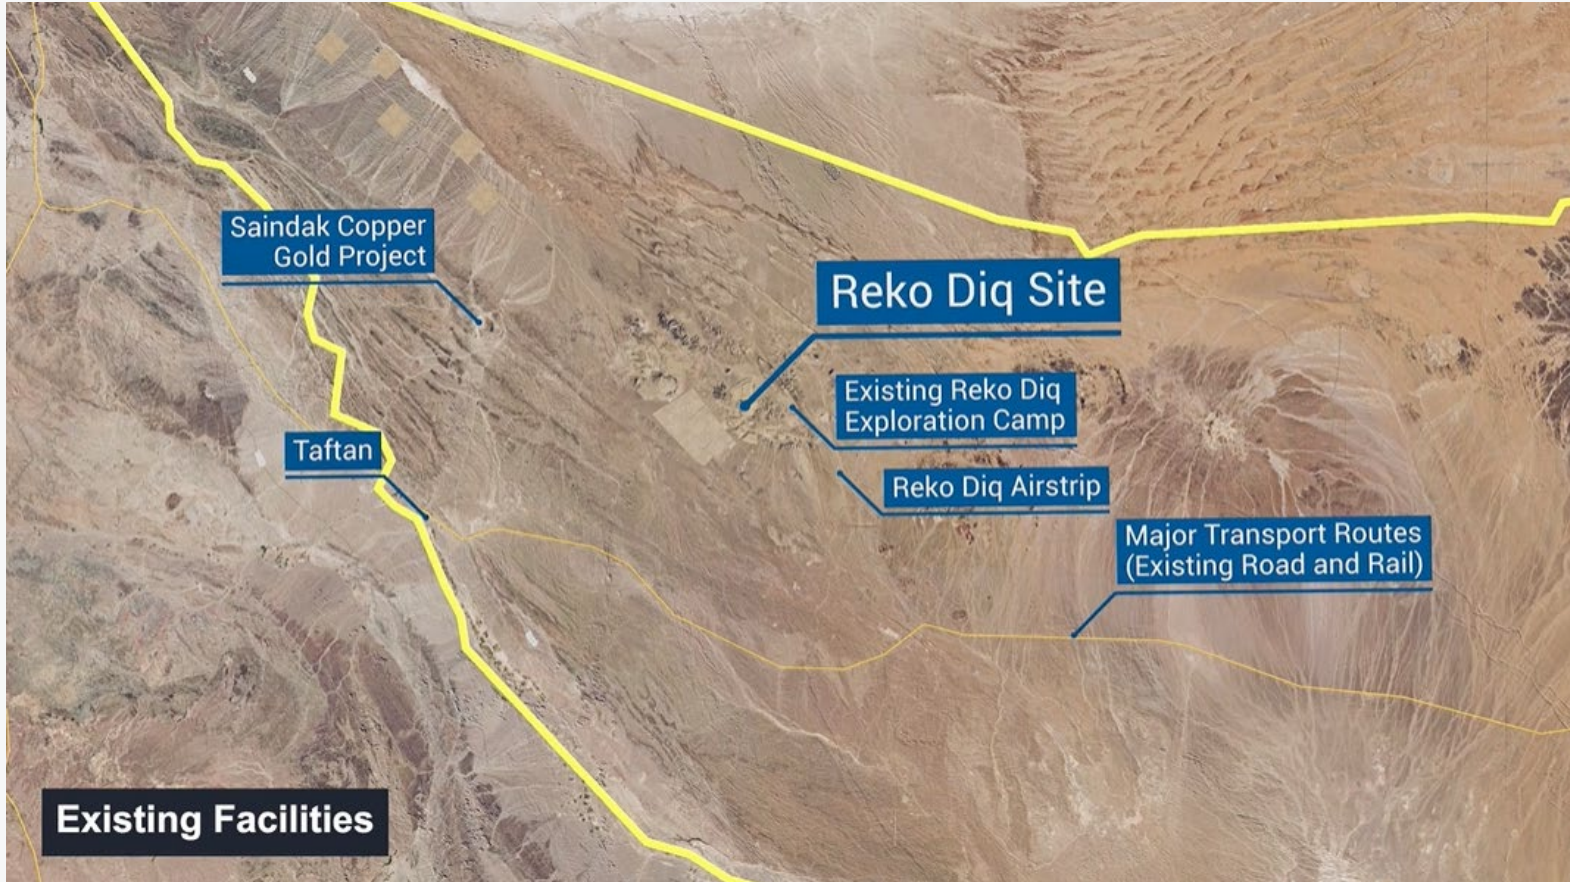 Saindak Copper
Gold Project
Reko Diq Site
Existing Reko Diq
Exploration Camp
Taftan
Reko Diq Airstrip
Major Transport Routes
(Existing Road and Rail)
Existing Facilities